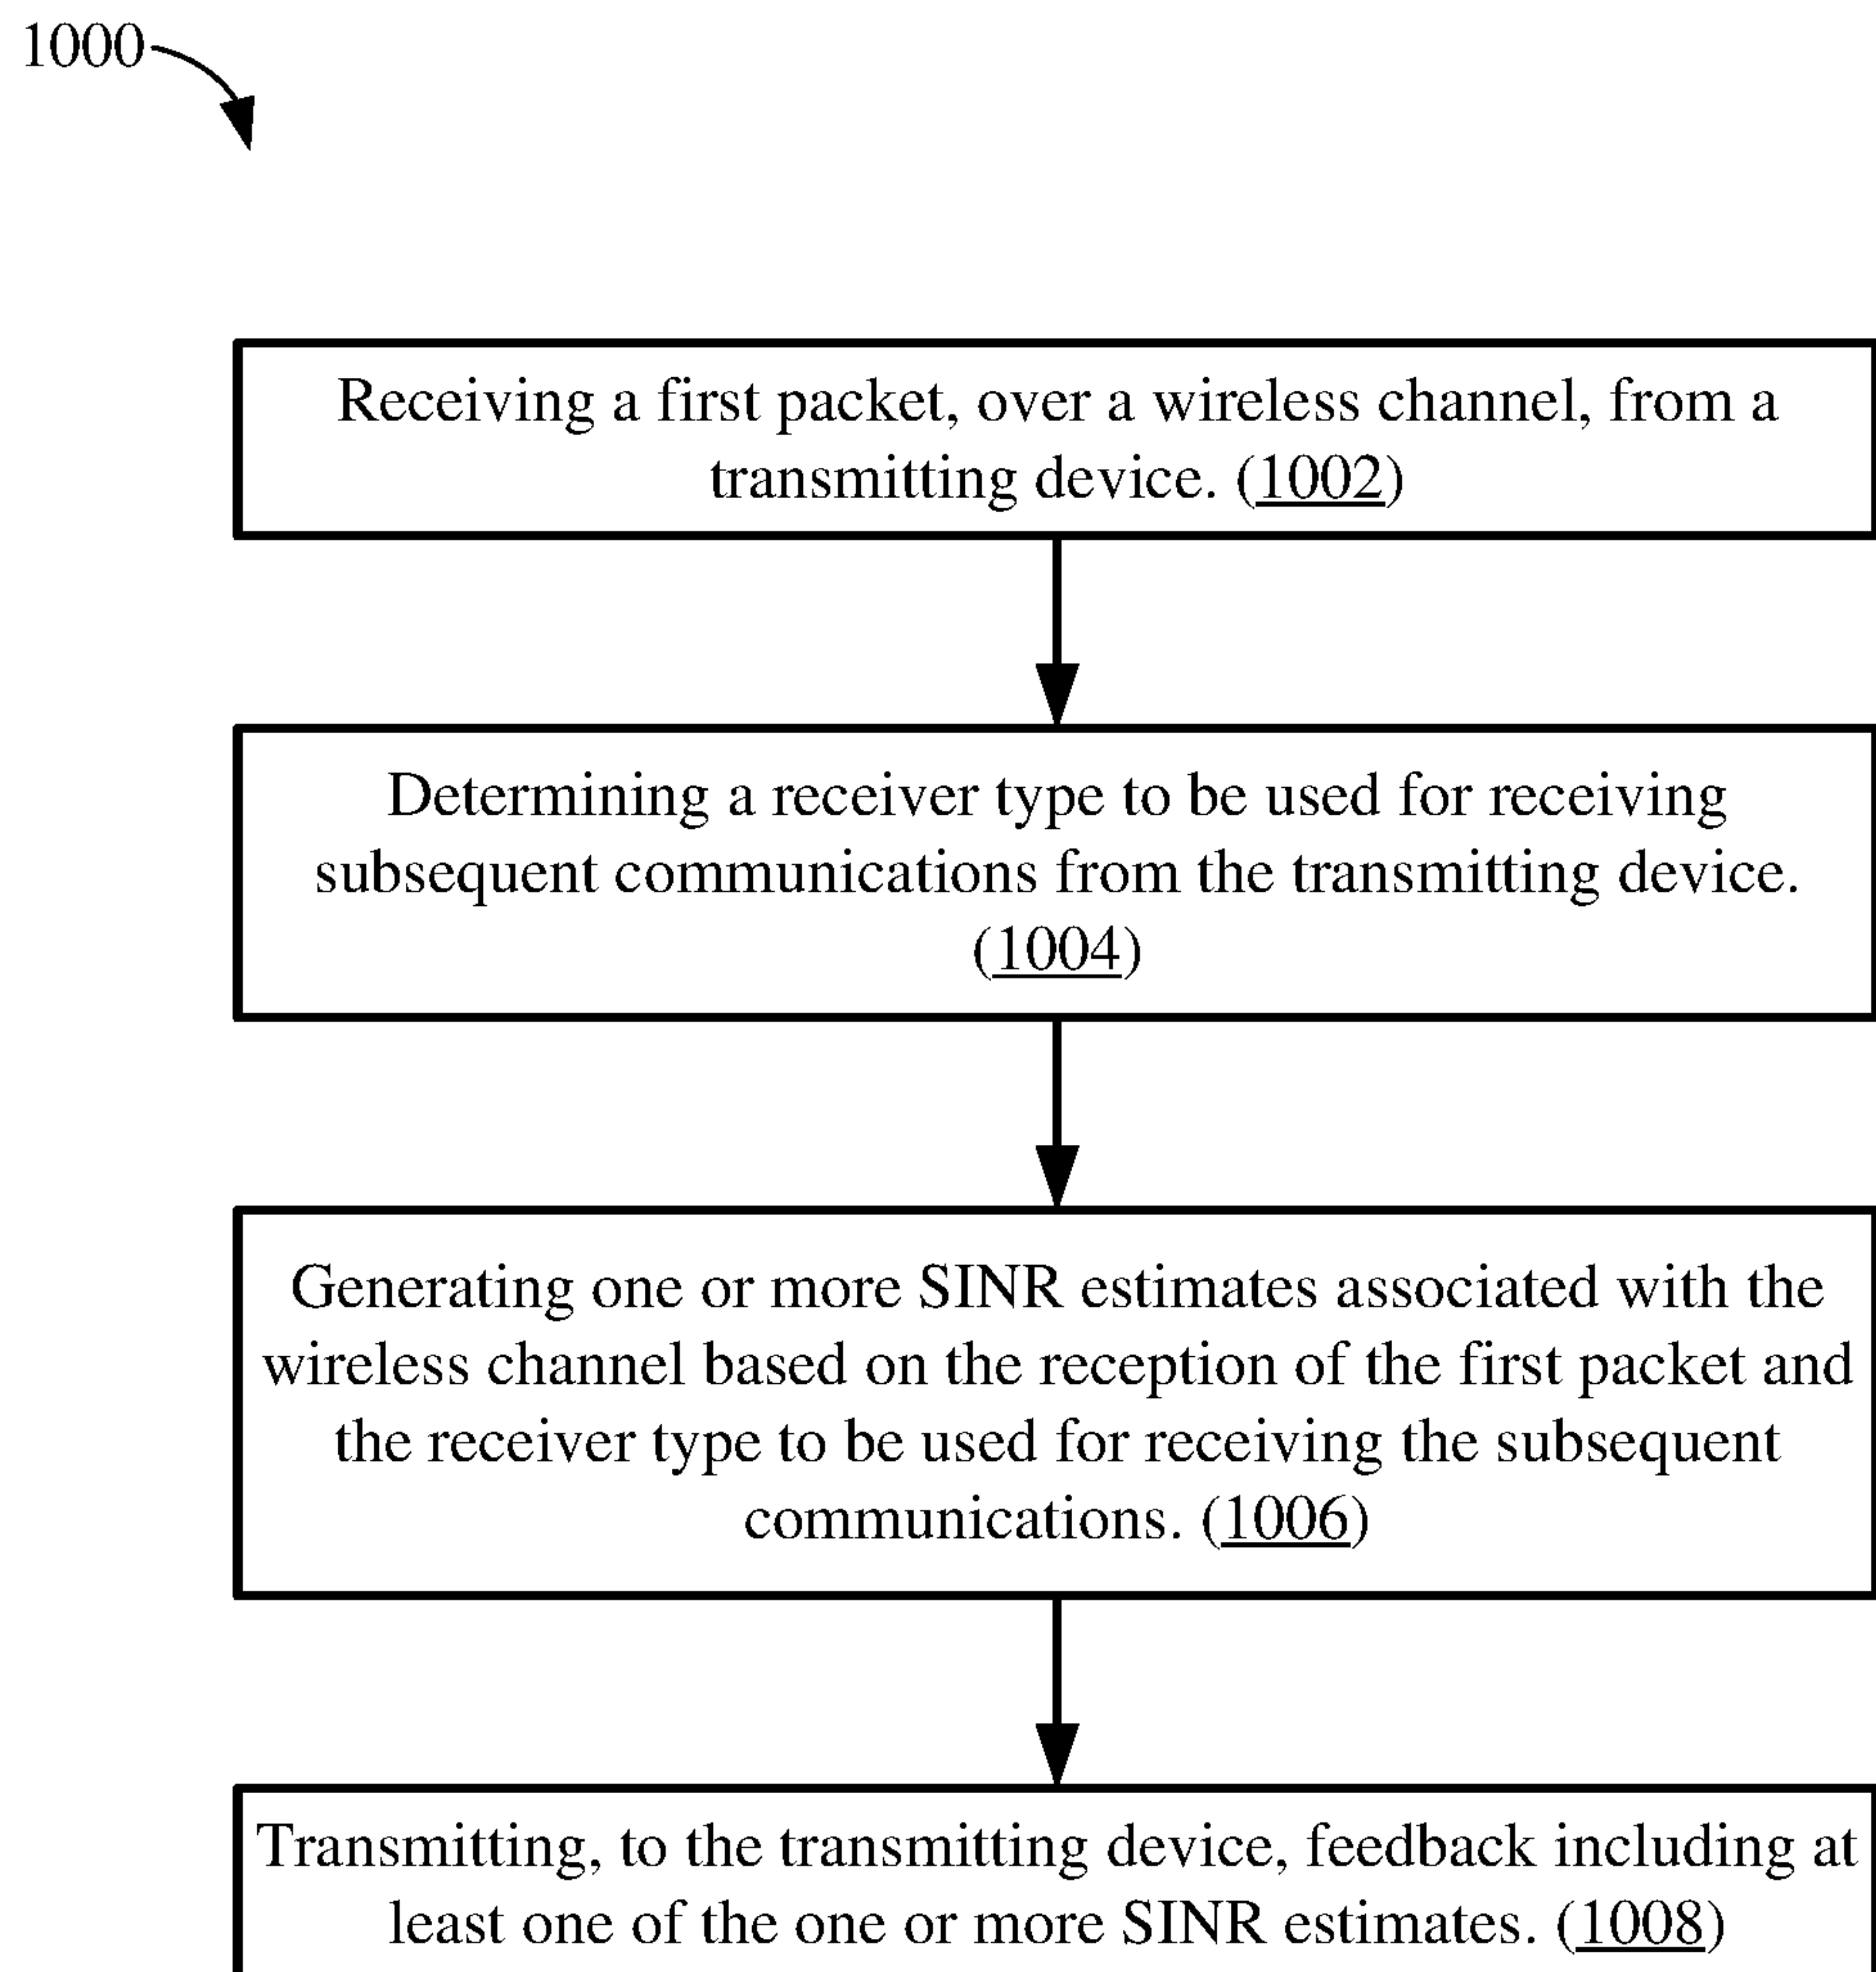 1000
Receiving a first packet, over a wireless channel, from a
transmitting device. (1002)
Determining a receiver type to be used for receiving
subsequent communications from the transmitting device.
(1004)
Generating one or more SINR estimates associated with the
wireless channel based on the reception of the first packet and
the receiver type to be used for receiving the subsequent
communications. (1006)
Transmitting, to the transmitting device, feedback including at
least one of the one or more SINR estimates. (1008)